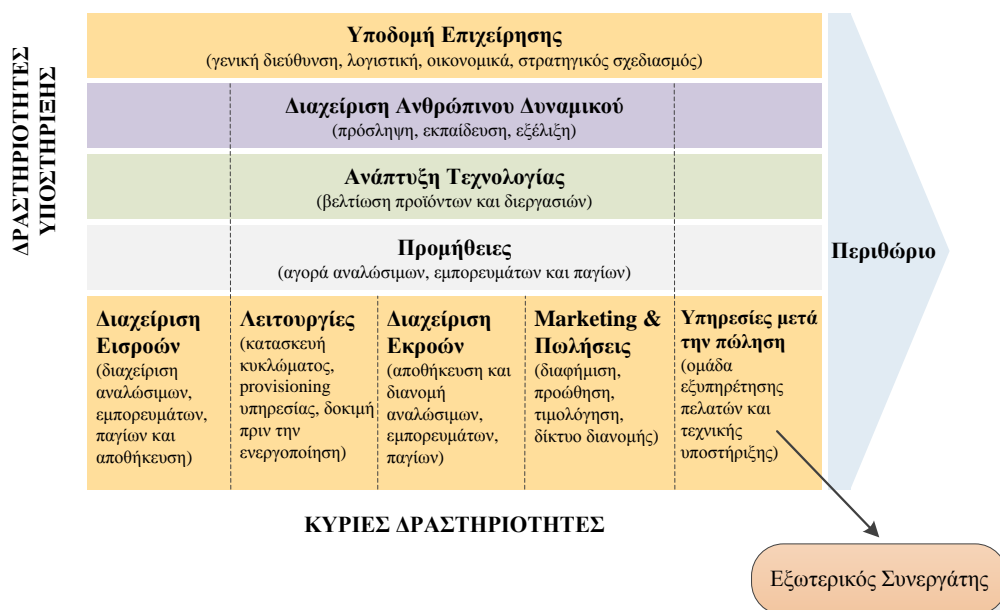 ΔΡΑΣΤΗΡΙΟΤΗΤΕΣ
ΥΠΟΣΤΗΡΙΞΗΣ
Υποδομή Επιχείρησης
(γενική διεύθυνση, λογιστική, οικονομικά, στρατηγικός σχεδιασμός)
Διαχείριση Ανθρώπινου Δυναμικού
(πρόσληψη, εκπαίδευση, εξέλιξη)
Ανάπτυξη Τεχνολογίας
(βελτίωση προϊόντων και διεργασιών)
Προμήθειες
(αγορά αναλώσιμων, εμπορευμάτων και παγίων)
Περιθώριο
Διαχείριση
Εισροών
(διαχείριση
αναλώσιμων,
εμπορευμάτων,
παγίων και
αποθήκευση)
Λειτουργίες
(κατασκευή
κυκλώματος,
provisioning
υπηρεσίας, δοκιμή
πριν την
ενεργοποίηση)
Διαχείριση
Εκροών
(αποθήκευση και
διανομή
αναλώσιμων,
εμπορευμάτων,
παγίων)
Marketing &
Πωλήσεις
(διαφήμιση,
προώθηση,
τιμολόγηση,
δίκτυο διανομής)
Υπηρεσίες μετά
την πώληση
(ομάδα
εξυπηρέτησης
πελατών και
τεχνικής
υποστήριξης)
ΚΥΡΙΕΣ ΔΡΑΣΤΗΡΙΟΤΗΤΕΣ
Εξωτερικός Συνεργάτης